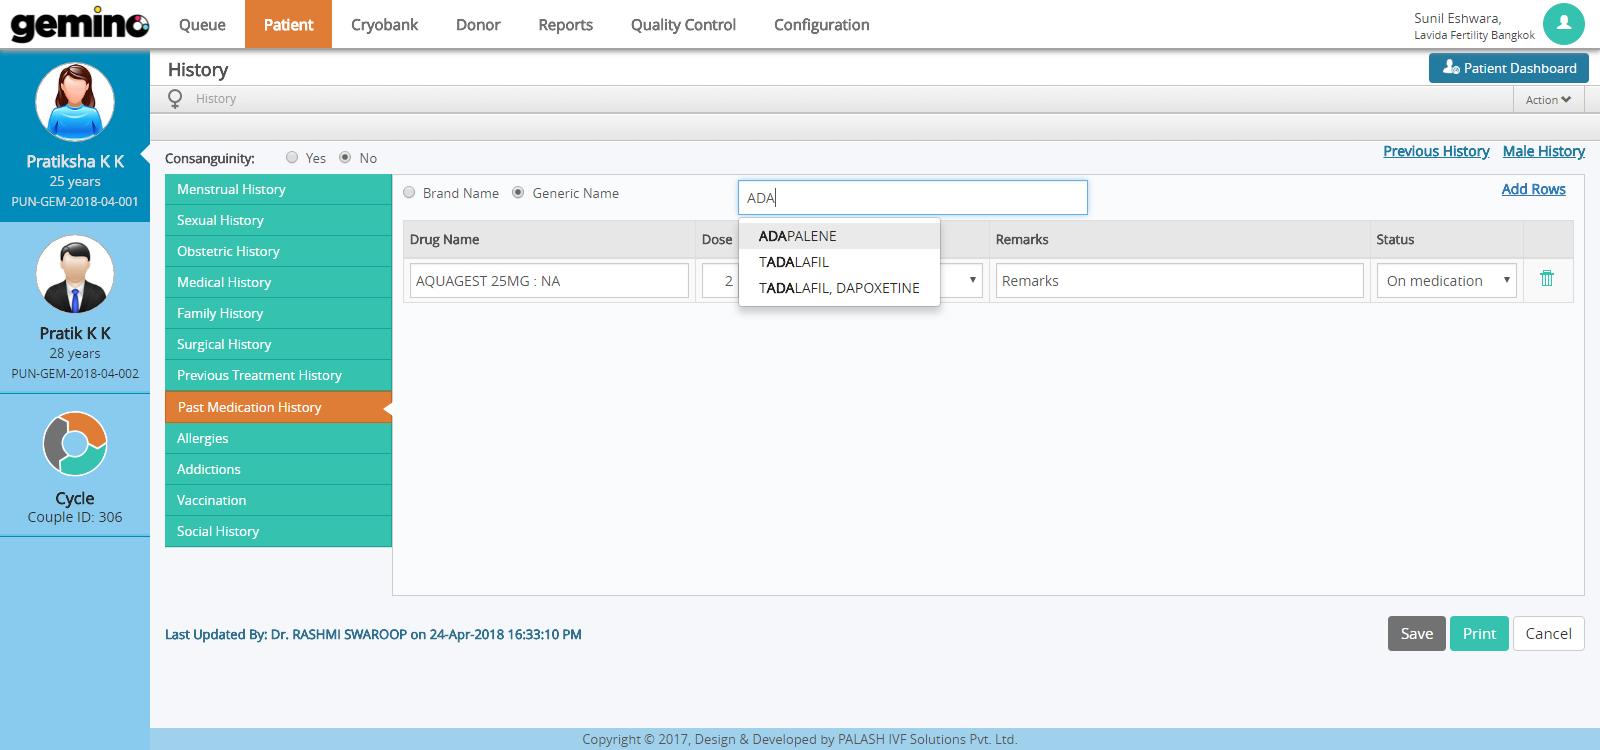 gemino Queue Patient Cryobank Donor Reports Quality Control Configuration
Sunil Eshwara,
Lavida Fertility Bangkok
Pratiksha K K
25 years
PUN-GEM-2018-04-001
Pratik K K
28 years
PUN-GEM-2018-04-002
Cycle
Couple ID: 306
History
Patient Dashboard
History
Action
Consanguinity: Yes No
Previous History Male History
Menstrual History
Sexual History
Obstetric History
Medical History
Family History
Surgical History
Previous Treatment History
Past Medication History
Allergies
Addictions
Vaccination
Social History
Brand Name Generic Name ADA Add Rows
ADAPALENE
TADALAFIL
TADALAFIL, DAPOXETINE
Drug Name Dose Remarks Status
AQUAGEST 25MG : NA 2 Remarks On medication
Last Updated By: Dr. RASHMI SWAROOP on 24-Apr-2018 16:33:10 PM
Save Print Cancel
Copyright © 2017, Design & Developed by PALASH IVF Solutions Pvt. Ltd.